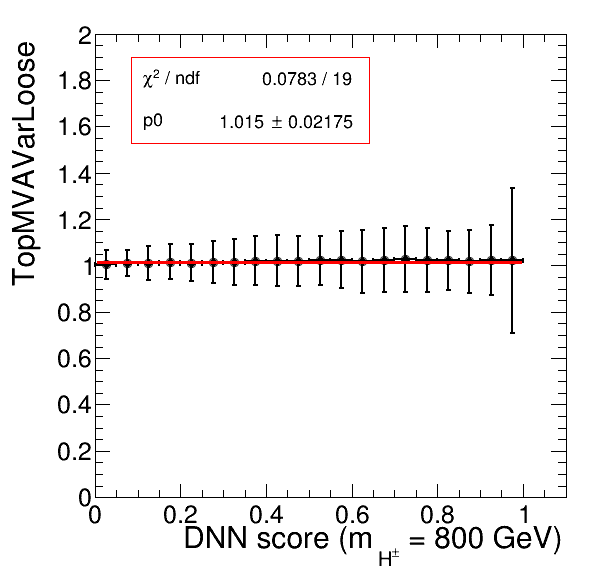 TopMVAVarLoose
2
1.8
1.6
1.4
1.2
1
0.8
0.6
0.4
0.2
0
χ² / ndf 0.0783 / 19
p0 1.015 ± 0.02175
0 0.2 0.4 0.6 0.8 1
DNN score (m_{H^±} = 800 GeV)